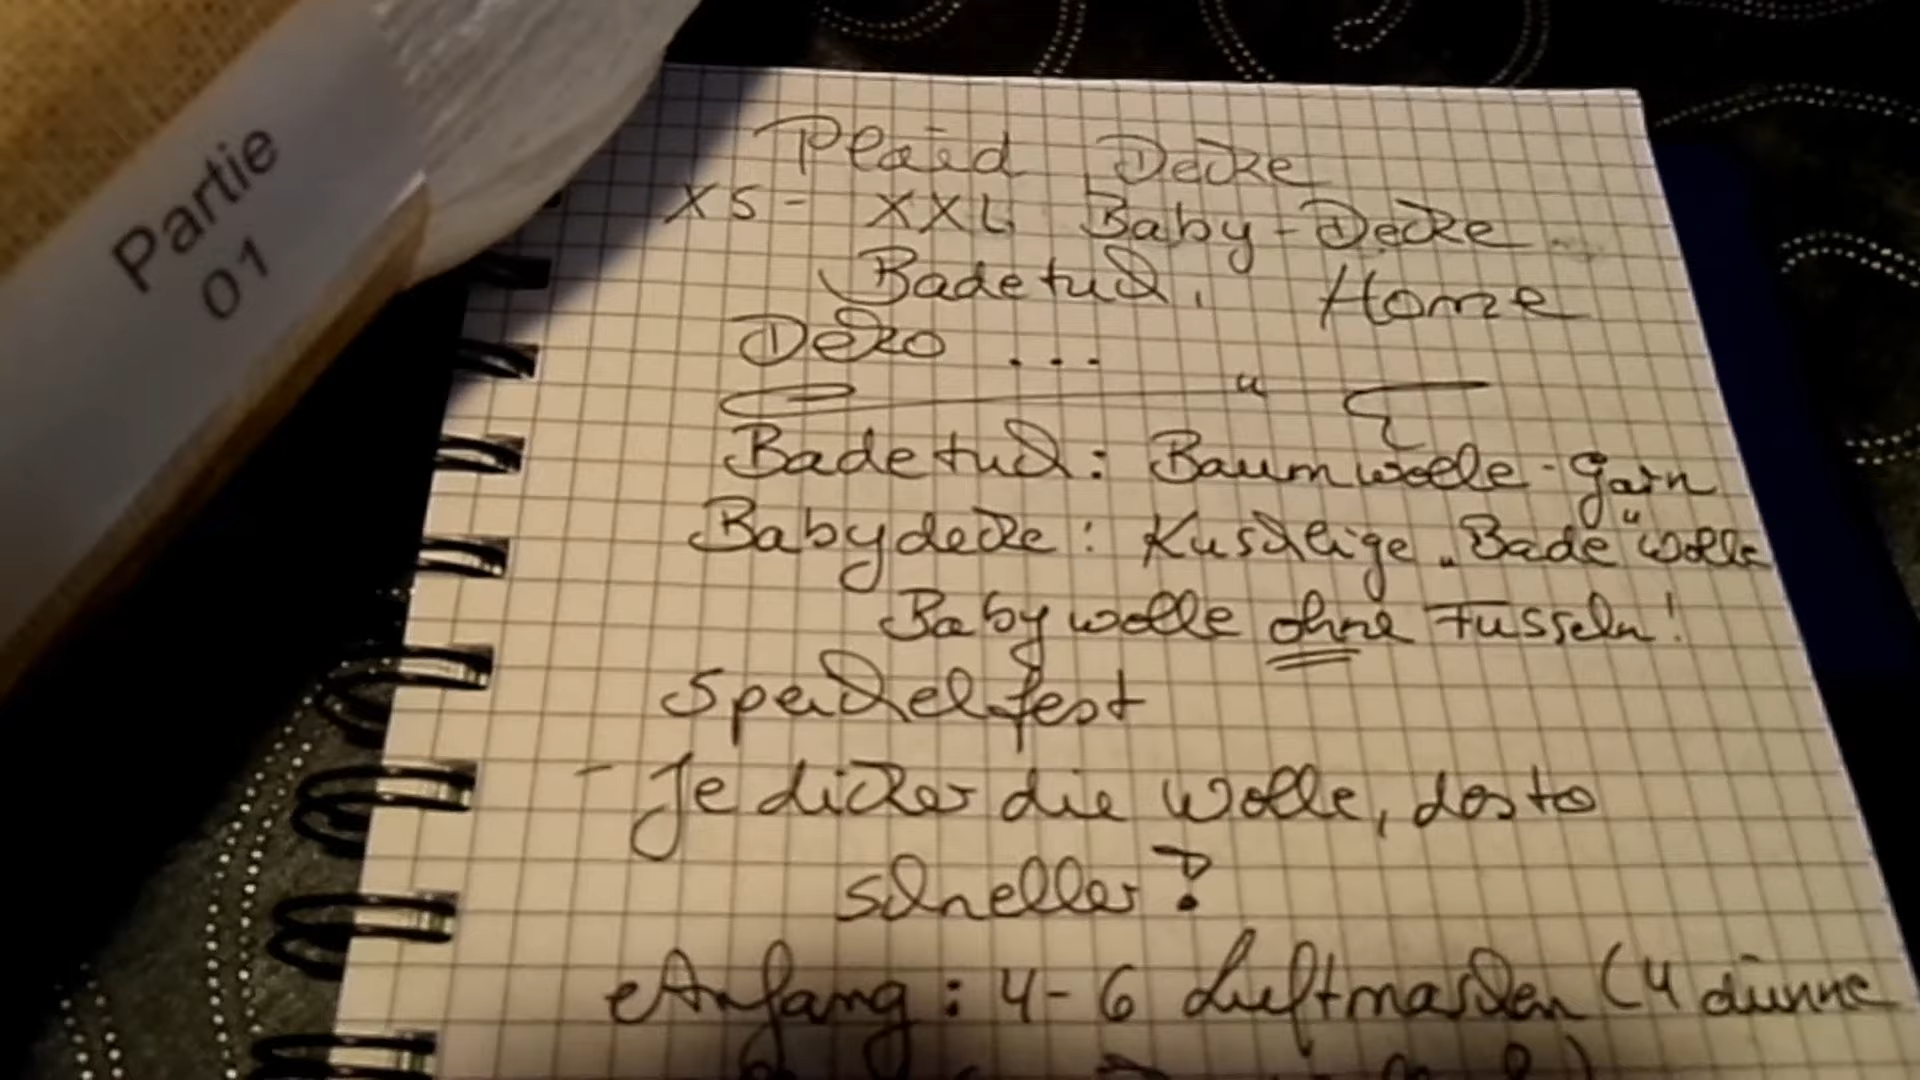 Partie
01
Plaid Decke
XS - XXL Baby-Decke
Badetuch, Home
Deko ...
Badetuch: Baumwolle-Garn
Babydecke: Kuschelige „Bade“wolle
Babywolle ohne Fusseln!
Speichelfest
- Je dicker die Wolle, desto
schneller?
Anfang: 4-6 Luftmaschen (4 dünne